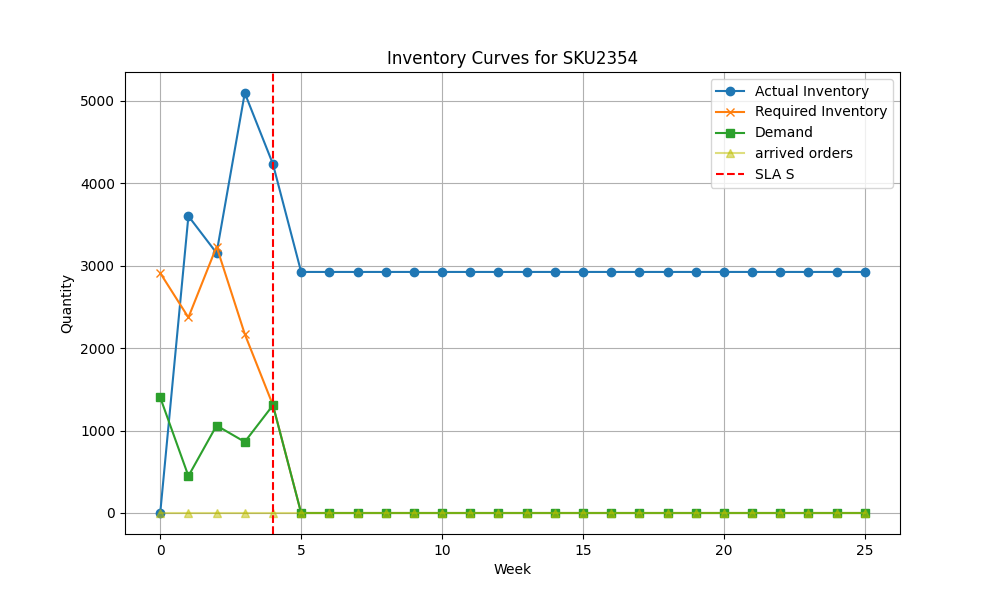 Inventory Curves for SKU2354
Actual Inventory
Required Inventory
Demand
arrived orders
SLA S
Quantity
5000
4000
3000
2000
1000
0
0 5 10 15 20 25
Week